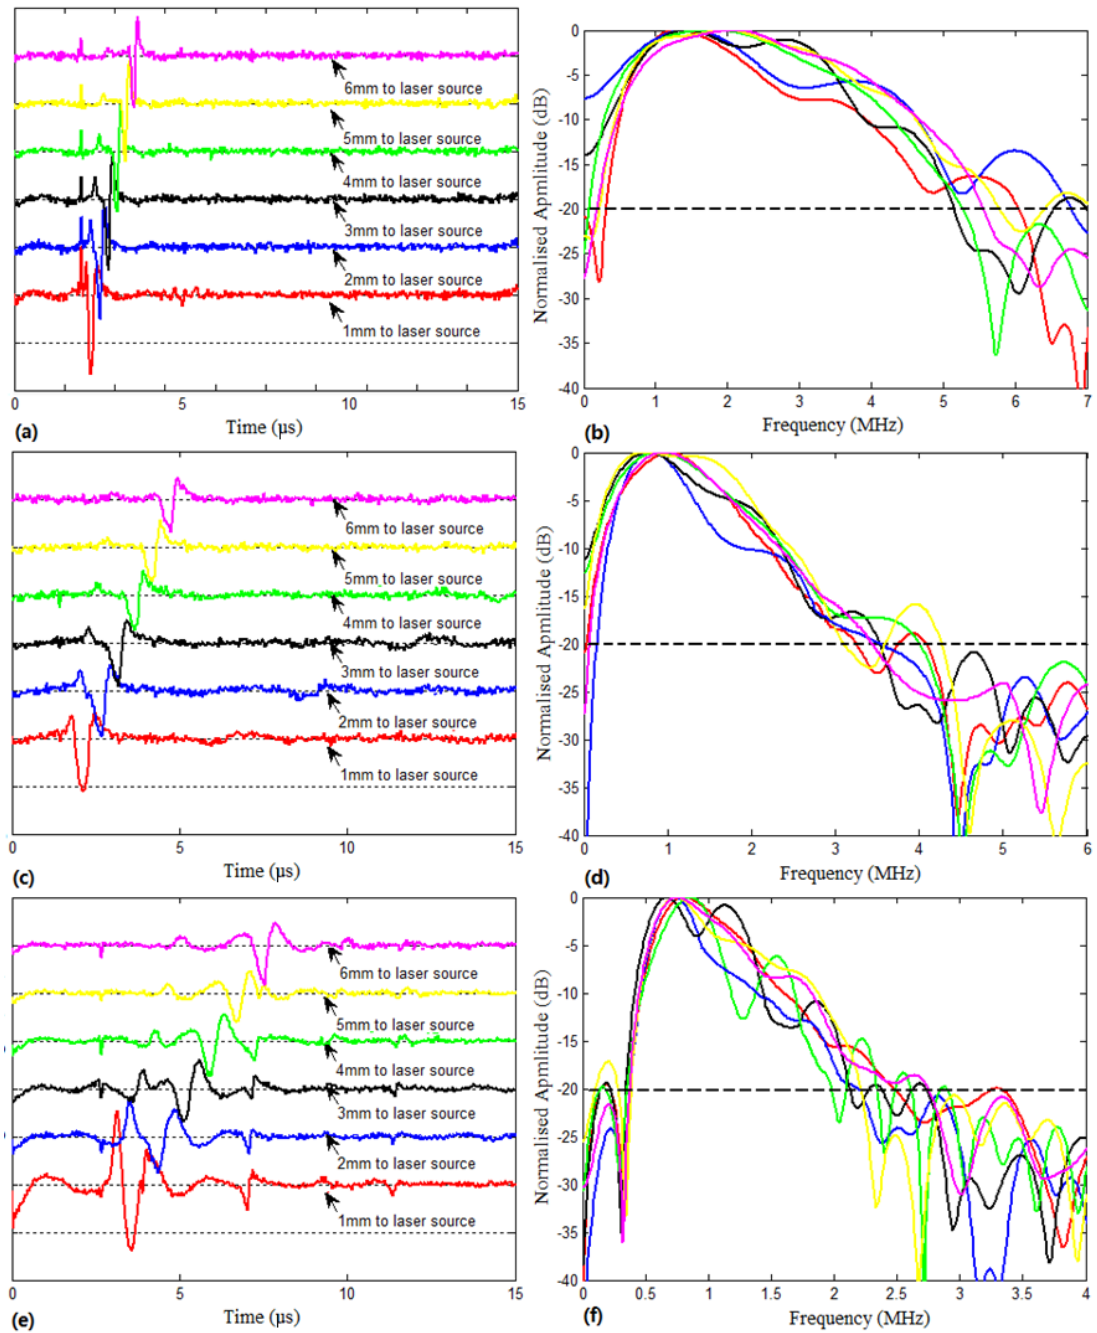 6mm to laser source
5mm to laser source
4mm to laser source
3mm to laser source
2mm to laser source
1mm to laser source
0 5 10 15
Time (µs)
(a)
Normalised Apmlitude (dB)
0
-5
-10
-15
-20
-25
-30
-35
-40
0 1 2 3 4 5 6 7
Frequency (MHz)
(b)
6mm to laser source
5mm to laser source
4mm to laser source
3mm to laser source
2mm to laser source
1mm to laser source
0 5 10 15
Time (µs)
(c)
Normalised Apmlitude (dB)
0
-5
-10
-15
-20
-25
-30
-35
-40
0 1 2 3 4 5 6
Frequency (MHz)
(d)
6mm to laser source
5mm to laser source
4mm to laser source
3mm to laser source
2mm to laser source
1mm to laser source
0 5 10 15
Time (µs)
(e)
Normalised Apmlitude (dB)
0
-5
-10
-15
-20
-25
-30
-35
-40
0 0.5 1 1.5 2 2.5 3 3.5 4
Frequency (MHz)
(f)